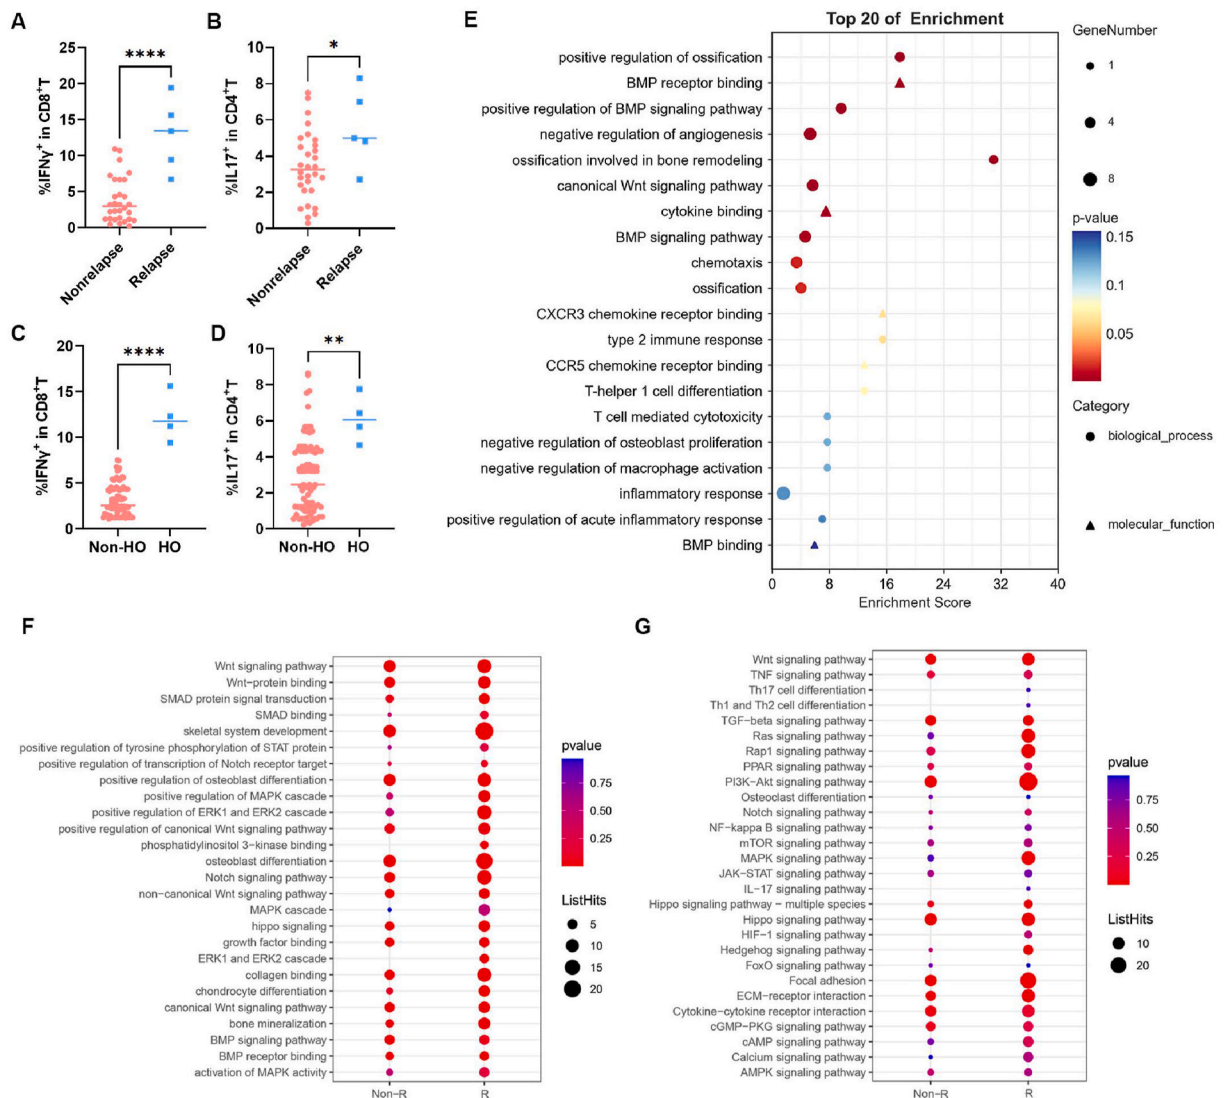 A
%IFNγ⁺ in CD8⁺T
25
20
15
10
5
0
****
Nonrelapse
Relapse
B
%IL17⁺ in CD4⁺T
10
8
6
4
2
0
*
Nonrelapse
Relapse
C
%IFNγ⁺ in CD8⁺T
20
15
10
5
0
****
Non-HO
HO
D
%IL17⁺ in CD4⁺T
10
8
6
4
2
0
**
Non-HO
HO
E
Top 20 of Enrichment
positive regulation of ossification
BMP receptor binding
positive regulation of BMP signaling pathway
negative regulation of angiogenesis
ossification involved in bone remodeling
canonical Wnt signaling pathway
cytokine binding
BMP signaling pathway
chemotaxis
ossification
CXCR3 chemokine receptor binding
type 2 immune response
CCR5 chemokine receptor binding
T-helper 1 cell differentiation
T cell mediated cytotoxicity
negative regulation of osteoblast proliferation
negative regulation of macrophage activation
inflammatory response
positive regulation of acute inflammatory response
BMP binding
0 8 16 24 32 40
Enrichment Score
GeneNumber
1
4
8
p-value
0.15
0.10
0.05
Category
biological_process
molecular_function
F
Wnt signaling pathway
Wnt−protein binding
SMAD protein signal transduction
SMAD binding
skeletal system development
positive regulation of tyrosine phosphorylation of STAT protein
positive regulation of transcription of Notch receptor target
positive regulation of osteoblast differentiation
positive regulation of MAPK cascade
positive regulation of ERK1 and ERK2 cascade
positive regulation of canonical Wnt signaling pathway
phosphatidylinositol 3−kinase binding
osteoblast differentiation
Notch signaling pathway
non−canonical Wnt signaling pathway
MAPK cascade
hippo signaling
growth factor binding
ERK1 and ERK2 cascade
collagen binding
chondrocyte differentiation
canonical Wnt signaling pathway
bone mineralization
BMP signaling pathway
BMP receptor binding
activation of MAPK activity
Non−R
R
pvalue
0.75
0.50
0.25
ListHits
5
10
15
20
G
Wnt signaling pathway
TNF signaling pathway
Th17 cell differentiation
Th1 and Th2 cell differentiation
TGF−beta signaling pathway
Ras signaling pathway
Rap1 signaling pathway
PPAR signaling pathway
PI3K−Akt signaling pathway
Osteoclast differentiation
Notch signaling pathway
NF−kappa B signaling pathway
mTOR signaling pathway
MAPK signaling pathway
JAK−STAT signaling pathway
IL−17 signaling pathway
Hippo signaling pathway − multiple species
Hippo signaling pathway
HIF−1 signaling pathway
Hedgehog signaling pathway
FoxO signaling pathway
Focal adhesion
ECM−receptor interaction
Cytokine−cytokine receptor interaction
cGMP−PKG signaling pathway
cAMP signaling pathway
Calcium signaling pathway
AMPK signaling pathway
Non−R
R
pvalue
0.75
0.50
0.25
ListHits
10
20